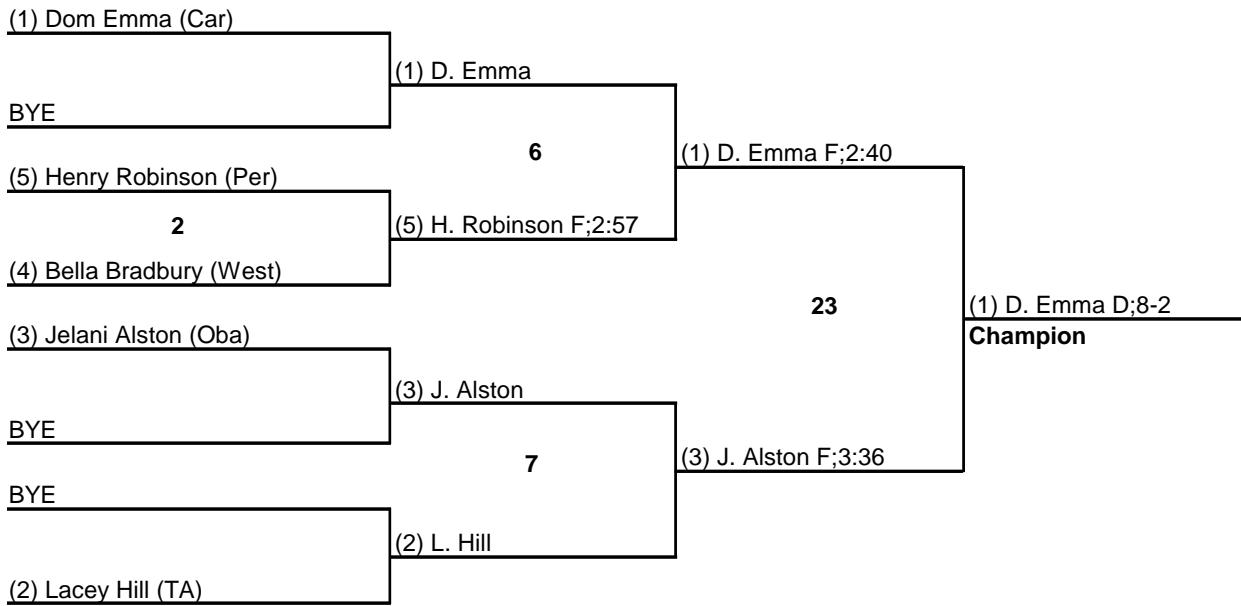 (1) Dom Emma (Car)
(1) D. Emma
BYE
6
(1) D. Emma F;2:40
(5) Henry Robinson (Per)
2
(5) H. Robinson F;2:57
(4) Bella Bradbury (West)
23
(1) D. Emma D;8-2
Champion
(3) Jelani Alston (Oba)
(3) J. Alston
BYE
7
(3) J. Alston F;3:36
BYE
(2) L. Hill
(2) Lacey Hill (TA)